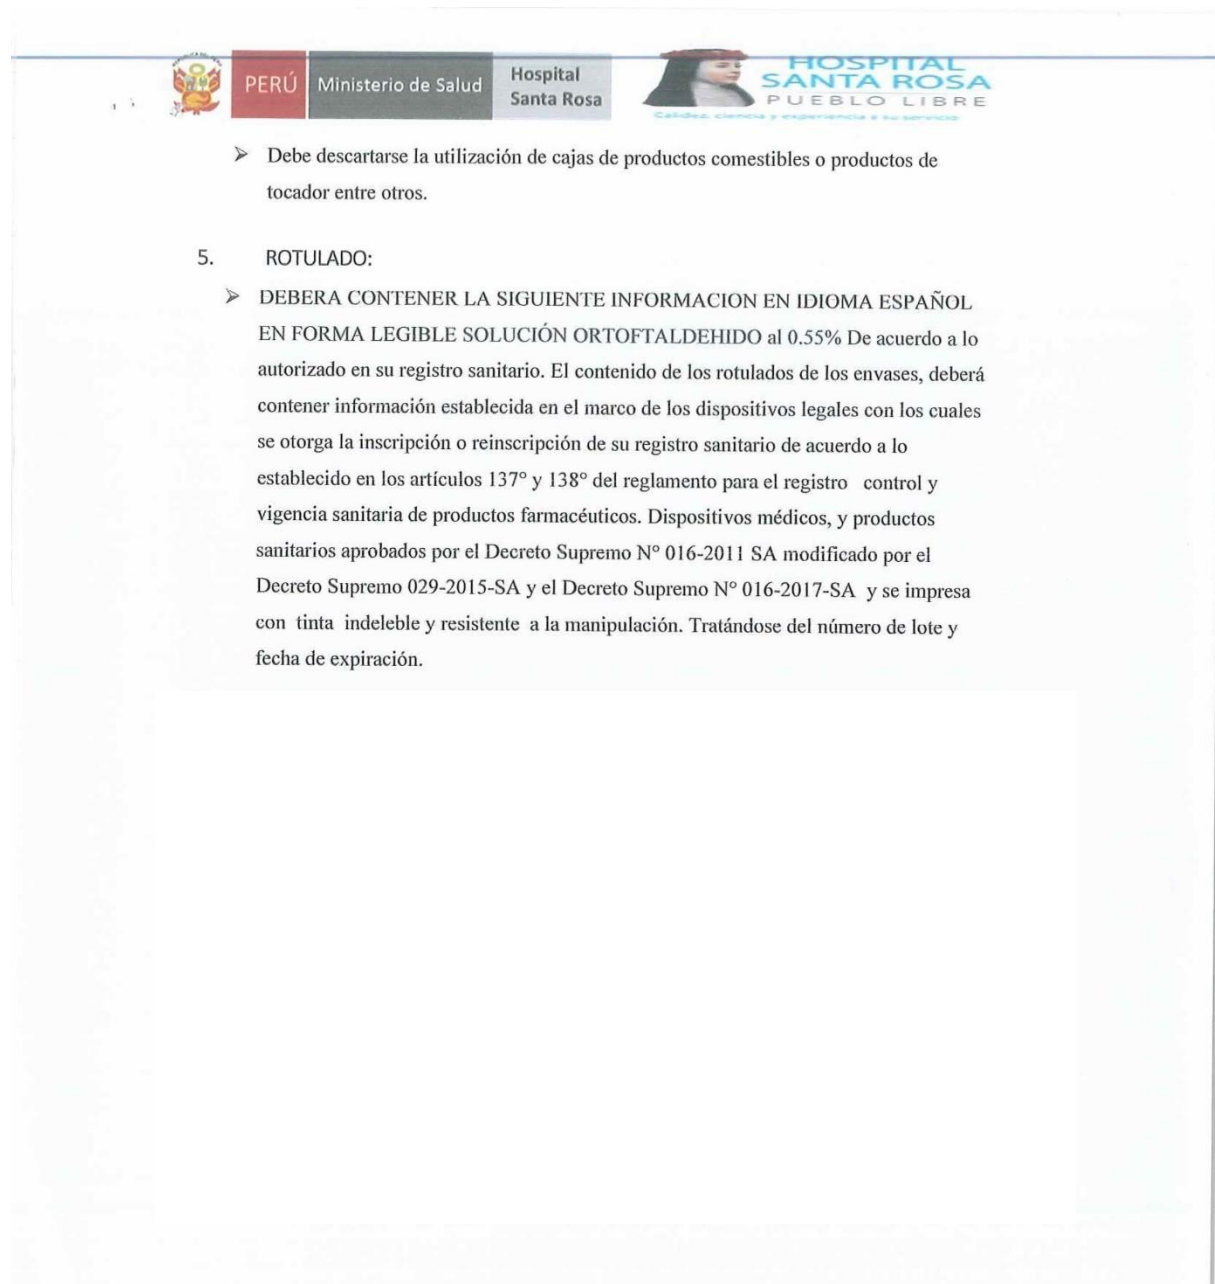 PERÚ
Ministerio de Salud
Hospital
Santa Rosa
HOSPITAL
SANTA ROSA
PUEBLO LIBRE
Calidez, ciencia y experiencia a su servicio
➢ Debe descartarse la utilización de cajas de productos comestibles o productos de
tocador entre otros.
5. ROTULADO:
➢ DEBERA CONTENER LA SIGUIENTE INFORMACION EN IDIOMA ESPAÑOL
EN FORMA LEGIBLE SOLUCIÓN ORTOFTALDEHIDO al 0.55% De acuerdo a lo
autorizado en su registro sanitario. El contenido de los rotulados de los envases, deberá
contener información establecida en el marco de los dispositivos legales con los cuales
se otorga la inscripción o reinscripción de su registro sanitario de acuerdo a lo
establecido en los artículos 137° y 138° del reglamento para el registro control y
vigencia sanitaria de productos farmacéuticos. Dispositivos médicos, y productos
sanitarios aprobados por el Decreto Supremo N° 016-2011 SA modificado por el
Decreto Supremo 029-2015-SA y el Decreto Supremo N° 016-2017-SA y se impresa
con tinta indeleble y resistente a la manipulación. Tratándose del número de lote y
fecha de expiración.